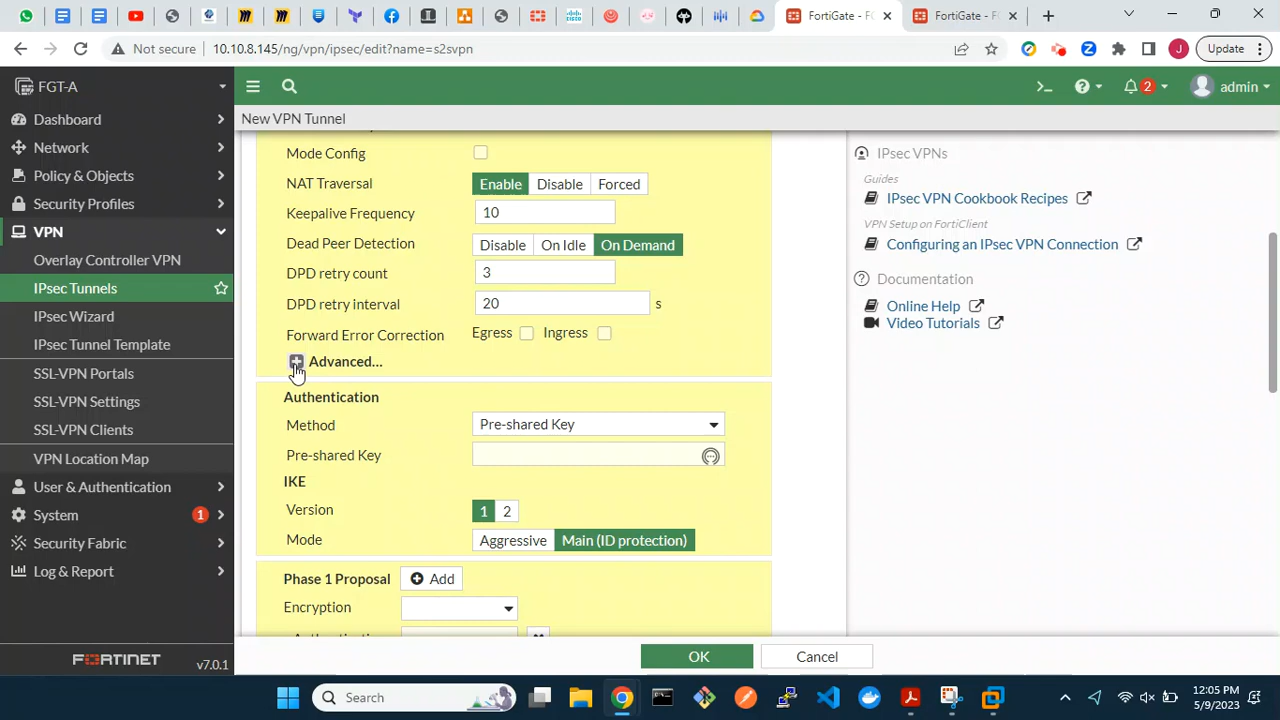 FortiGate - FC
FortiGate - FC
Not secure
10.10.8.145/ng/vpn/ipsec/edit?name=s2svpn
J
Update
FGT-A
2
admin
Dashboard
Network
Policy & Objects
Security Profiles
VPN
Overlay Controller VPN
IPsec Tunnels
IPsec Wizard
IPsec Tunnel Template
SSL-VPN Portals
SSL-VPN Settings
SSL-VPN Clients
VPN Location Map
User & Authentication
System 1
Security Fabric
Log & Report
FORTINET v7.0.1
New VPN Tunnel
Mode Config
NAT Traversal Enable Disable Forced
Keepalive Frequency 10
Dead Peer Detection Disable On Idle On Demand
DPD retry count 3
DPD retry interval 20 s
Forward Error Correction Egress Ingress
Advanced...
Authentication
Method Pre-shared Key
Pre-shared Key
IKE
Version 1 2
Mode Aggressive Main (ID protection)
Phase 1 Proposal Add
Encryption
OK Cancel
IPsec VPNs
Guides
IPsec VPN Cookbook Recipes
VPN Setup on FortiClient
Configuring an IPsec VPN Connection
Documentation
Online Help
Video Tutorials
Search
12:05 PM
5/9/2023